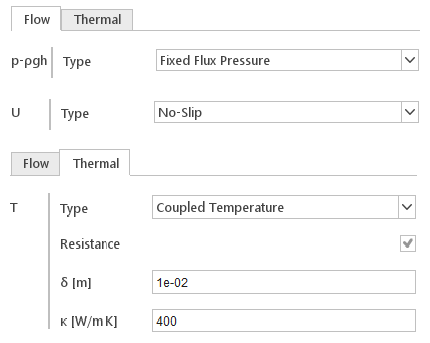 Flow Thermal
p-ρgh Type Fixed Flux Pressure
U Type No-Slip
Flow Thermal
T Type Coupled Temperature
Resistance
δ [m] 1e-02
κ [W/mK] 400